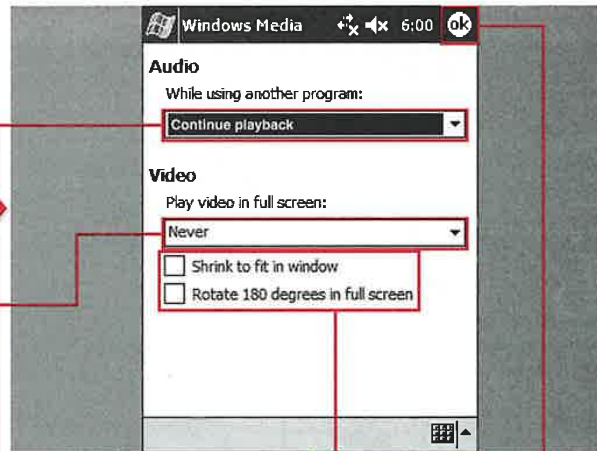 Windows Media 6:00 ok
Audio
While using another program:
Continue playback
Video
Play video in full screen:
Never
Shrink to fit in window
Rotate 180 degrees in full screen